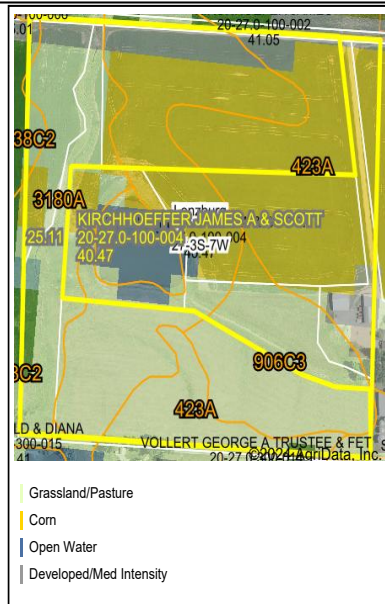 20-27.0-100-002
41.05
38C2
423A
3180A
Lenzburg
KIRCHHOEFFER JAMES A & SCOTT
25.11
20-27.0-100-004
27-3S-7W
40.47
906C3
423A
LD & DIANA
-300-015
41
VOLLERT GEORGE A TRUSTEE & FET
©2024 AgriData, Inc.
Grassland/Pasture
Corn
Open Water
Developed/Med Intensity